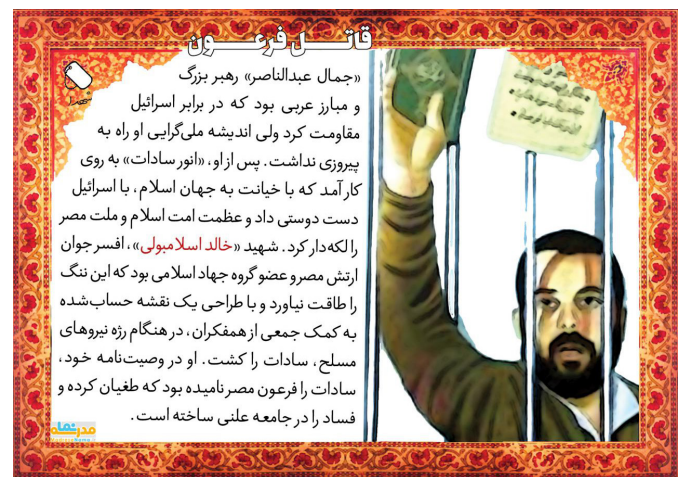 قاتل فرعون
«جمال عبدالناصر» رهبر بزرگ
و مبارز عربی بود که در برابر اسرائیل
مقاومت کرد ولی اندیشه ملی‌گرایی او راه به
پیروزی نداشت. پس از او، «انور سادات» به روی
کار آمد که با خیانت به جهان اسلام، با اسرائیل
دست دوستی داد و عظمت امت اسلام و ملت مصر
را لکه‌دار کرد. شهید «خالد اسلامبولی»، افسر جوان
ارتش مصر و عضو گروه جهاد اسلامی بود که این ننگ
را طاقت نیاورد و با طراحی یک نقشه حساب‌شده
به کمک جمعی از همفکران، در هنگام رژه نیروهای
مسلح، سادات را کشت. او در وصیت‌نامه خود،
سادات را فرعون مصر نامیده بود که طغیان کرده و
فساد را در جامعه علنی ساخته است.
مدرسه نما